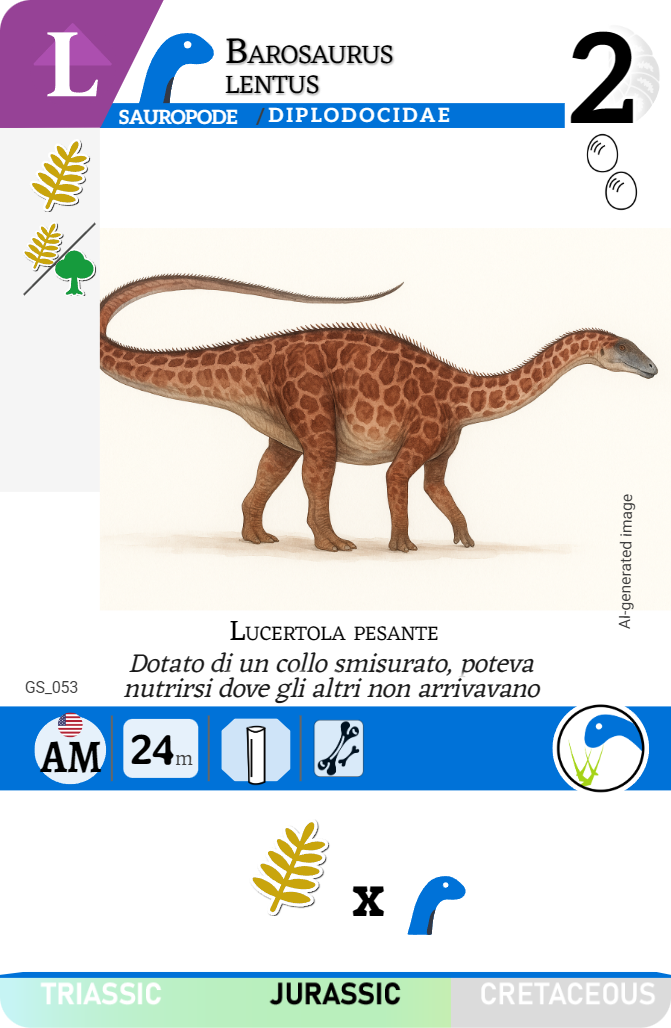 L
BAROSAURUS
LENTUS
2
SAUROPODE / DIPLODOCIDAE
AI-generated image
LUCERTOLA PESANTE
Dotato di un collo smisurato, poteva
nutrirsi dove gli altri non arrivavano
GS_053
AM
24m
x
TRIASSIC JURASSIC CRETACEOUS